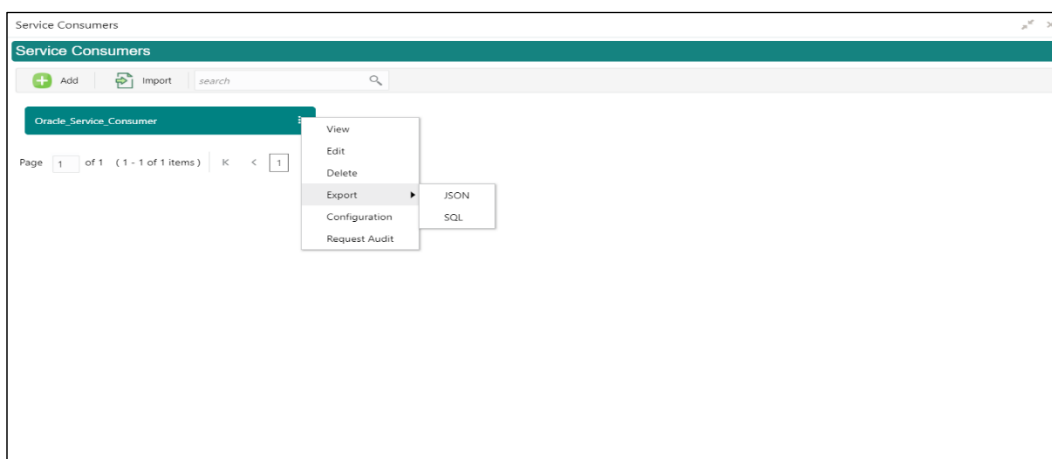 Service Consumers
Service Consumers
Add Import search
Oracle_Service_Consumer
View
Edit
Page 1 of 1 ( 1 - 1 of 1 items ) K < 1
Delete
Export JSON
Configuration SQL
Request Audit